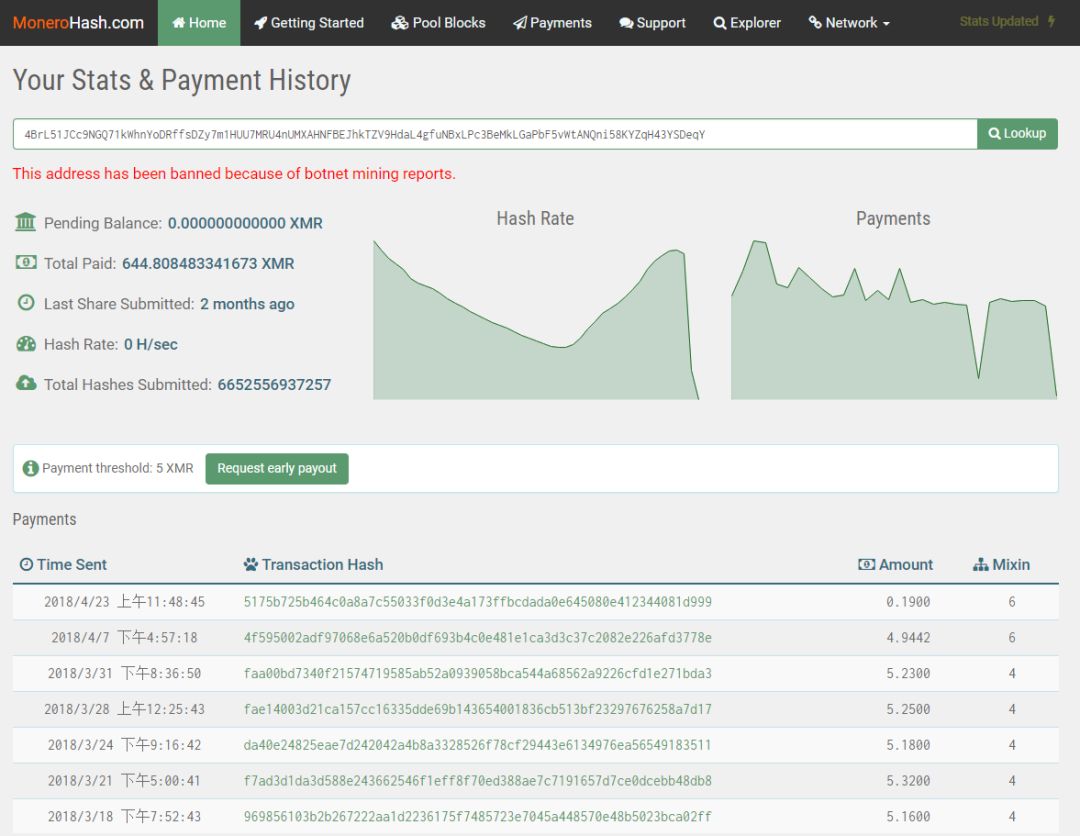 MoneroHash.com Home Getting Started Pool Blocks Payments Support Explorer Network Stats Updated
Your Stats & Payment History
4BrL51JCc9NGQ71kWhnYoDRffsDZy7m1HUU7MRU4nUMXAHNFBEJhkTZV9HdaL4gfuNBxLPc3BeMkLGaPbF5vWtANQni58KYZqH43YSDeqY Lookup
This address has been banned because of botnet mining reports.
Pending Balance: 0.000000000000 XMR
Total Paid: 644.808483341673 XMR
Last Share Submitted: 2 months ago
Hash Rate: 0 H/sec
Total Hashes Submitted: 6652556937257
Hash Rate
Payments
Payment threshold: 5 XMR Request early payout
Payments
Time Sent Transaction Hash Amount Mixin
2018/4/23 上午11:48:45 5175b725b464c0a8a7c55033f0d3e4a173ffbcdada0e645080e412344081d999 0.1900 6
2018/4/7 下午4:57:18 4f595002adf97068e6a520b0df693b4c0e481e1ca3d3c37c2082e226afd3778e 4.9442 6
2018/3/31 下午8:36:50 faa00bd7340f21574719585ab52a0939058bca544a68562a9226cfd1e271bda3 5.2300 4
2018/3/28 上午12:25:43 fae14003d21ca157cc16335dde69b143654001836cb513bf23297676258a7d17 5.2500 4
2018/3/24 下午9:16:42 da40e24825eae7d242042a4b8a3328526f78cf29443e6134976ea56549183511 5.1800 4
2018/3/21 下午5:00:41 f7ad3d1da3d588e243662546f1eff8f70ed388ae7c7191657d7ce0dcebb48db8 5.3200 4
2018/3/18 下午7:52:43 969856103b2b267222aa1d2236175f7485723e7045a448570e48b5023bca02ff 5.1600 4